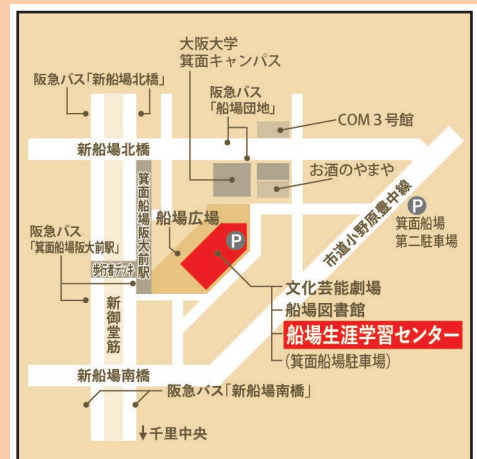 大阪大学
箕面キャンパス
阪急バス「新船場北橋」
阪急バス
「船場団地」
COM３号館
新船場北橋
お酒のやまや
箕面船場阪大前駅
市道小野原豊中線
P
箕面船場
第二駐車場
船場広場
P
阪急バス
「箕面船場阪大前駅」
歩行者デッキ
新御堂筋
文化芸能劇場
船場図書館
船場生涯学習センター
(箕面船場駐車場)
新船場南橋
阪急バス「新船場南橋」
↓千里中央